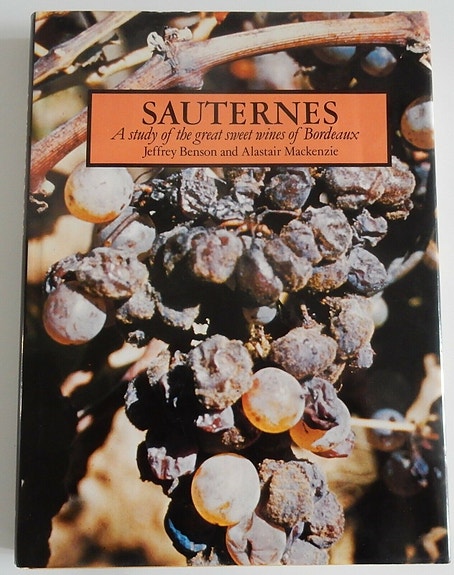 SAUTERNES
A study of the great sweet wines of Bordeaux
Jeffrey Benson and Alastair Mackenzie